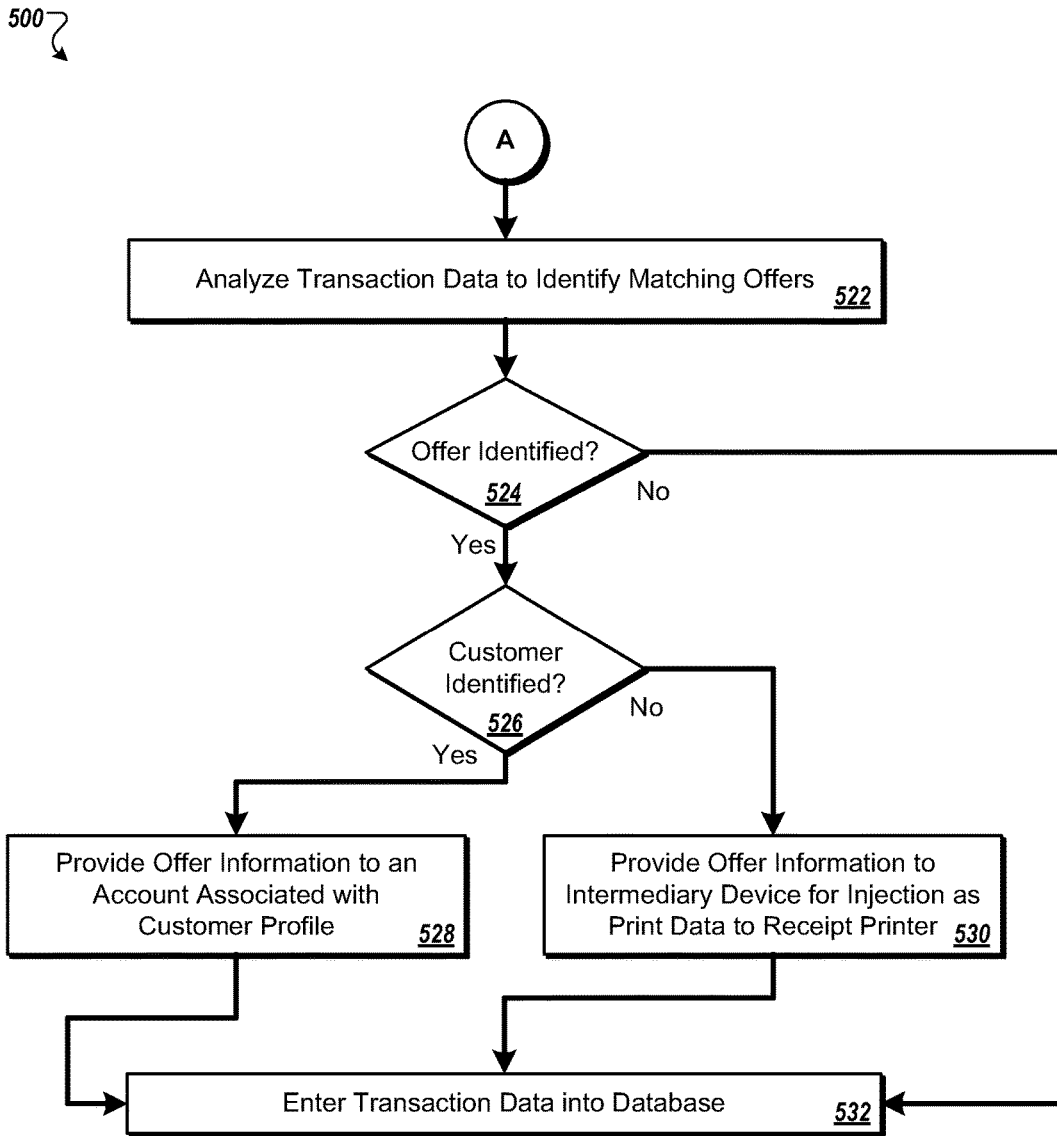 500
A
Analyze Transaction Data to Identify Matching Offers
522
Offer Identified?
524
No
Yes
Customer
Identified?
526
No
Yes
Provide Offer Information to an
Account Associated with
Customer Profile
528
Provide Offer Information to
Intermediary Device for Injection as
Print Data to Receipt Printer
530
Enter Transaction Data into Database
532